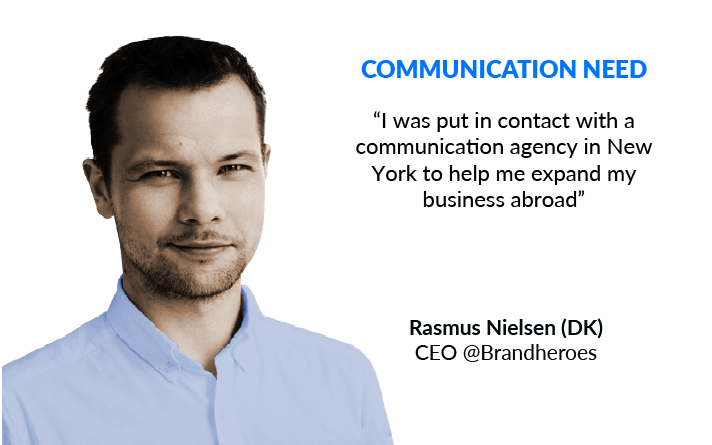 COMMUNICATION NEED
“I was put in contact with a
communication agency in New
York to help me expand my
business abroad”
Rasmus Nielsen (DK)
CEO @Brandheroes